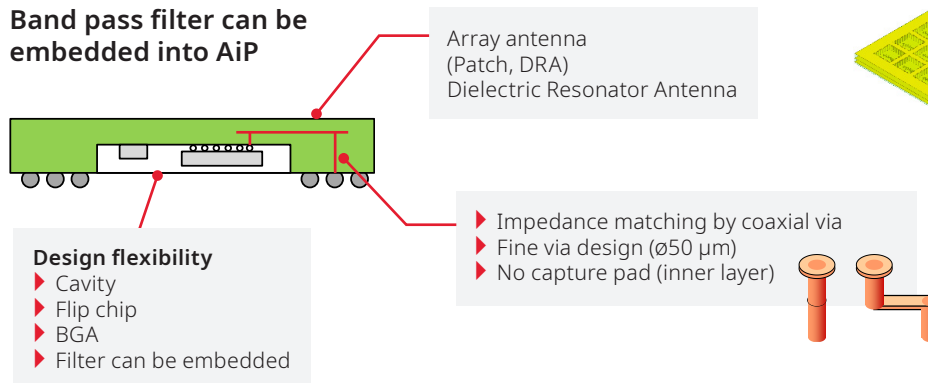 Band pass filter can be
embedded into AiP
Array antenna
(Patch, DRA)
Dielectric Resonator Antenna
Impedance matching by coaxial via
Fine via design (ø50 µm)
No capture pad (inner layer)
Design flexibility
Cavity
Flip chip
BGA
Filter can be embedded